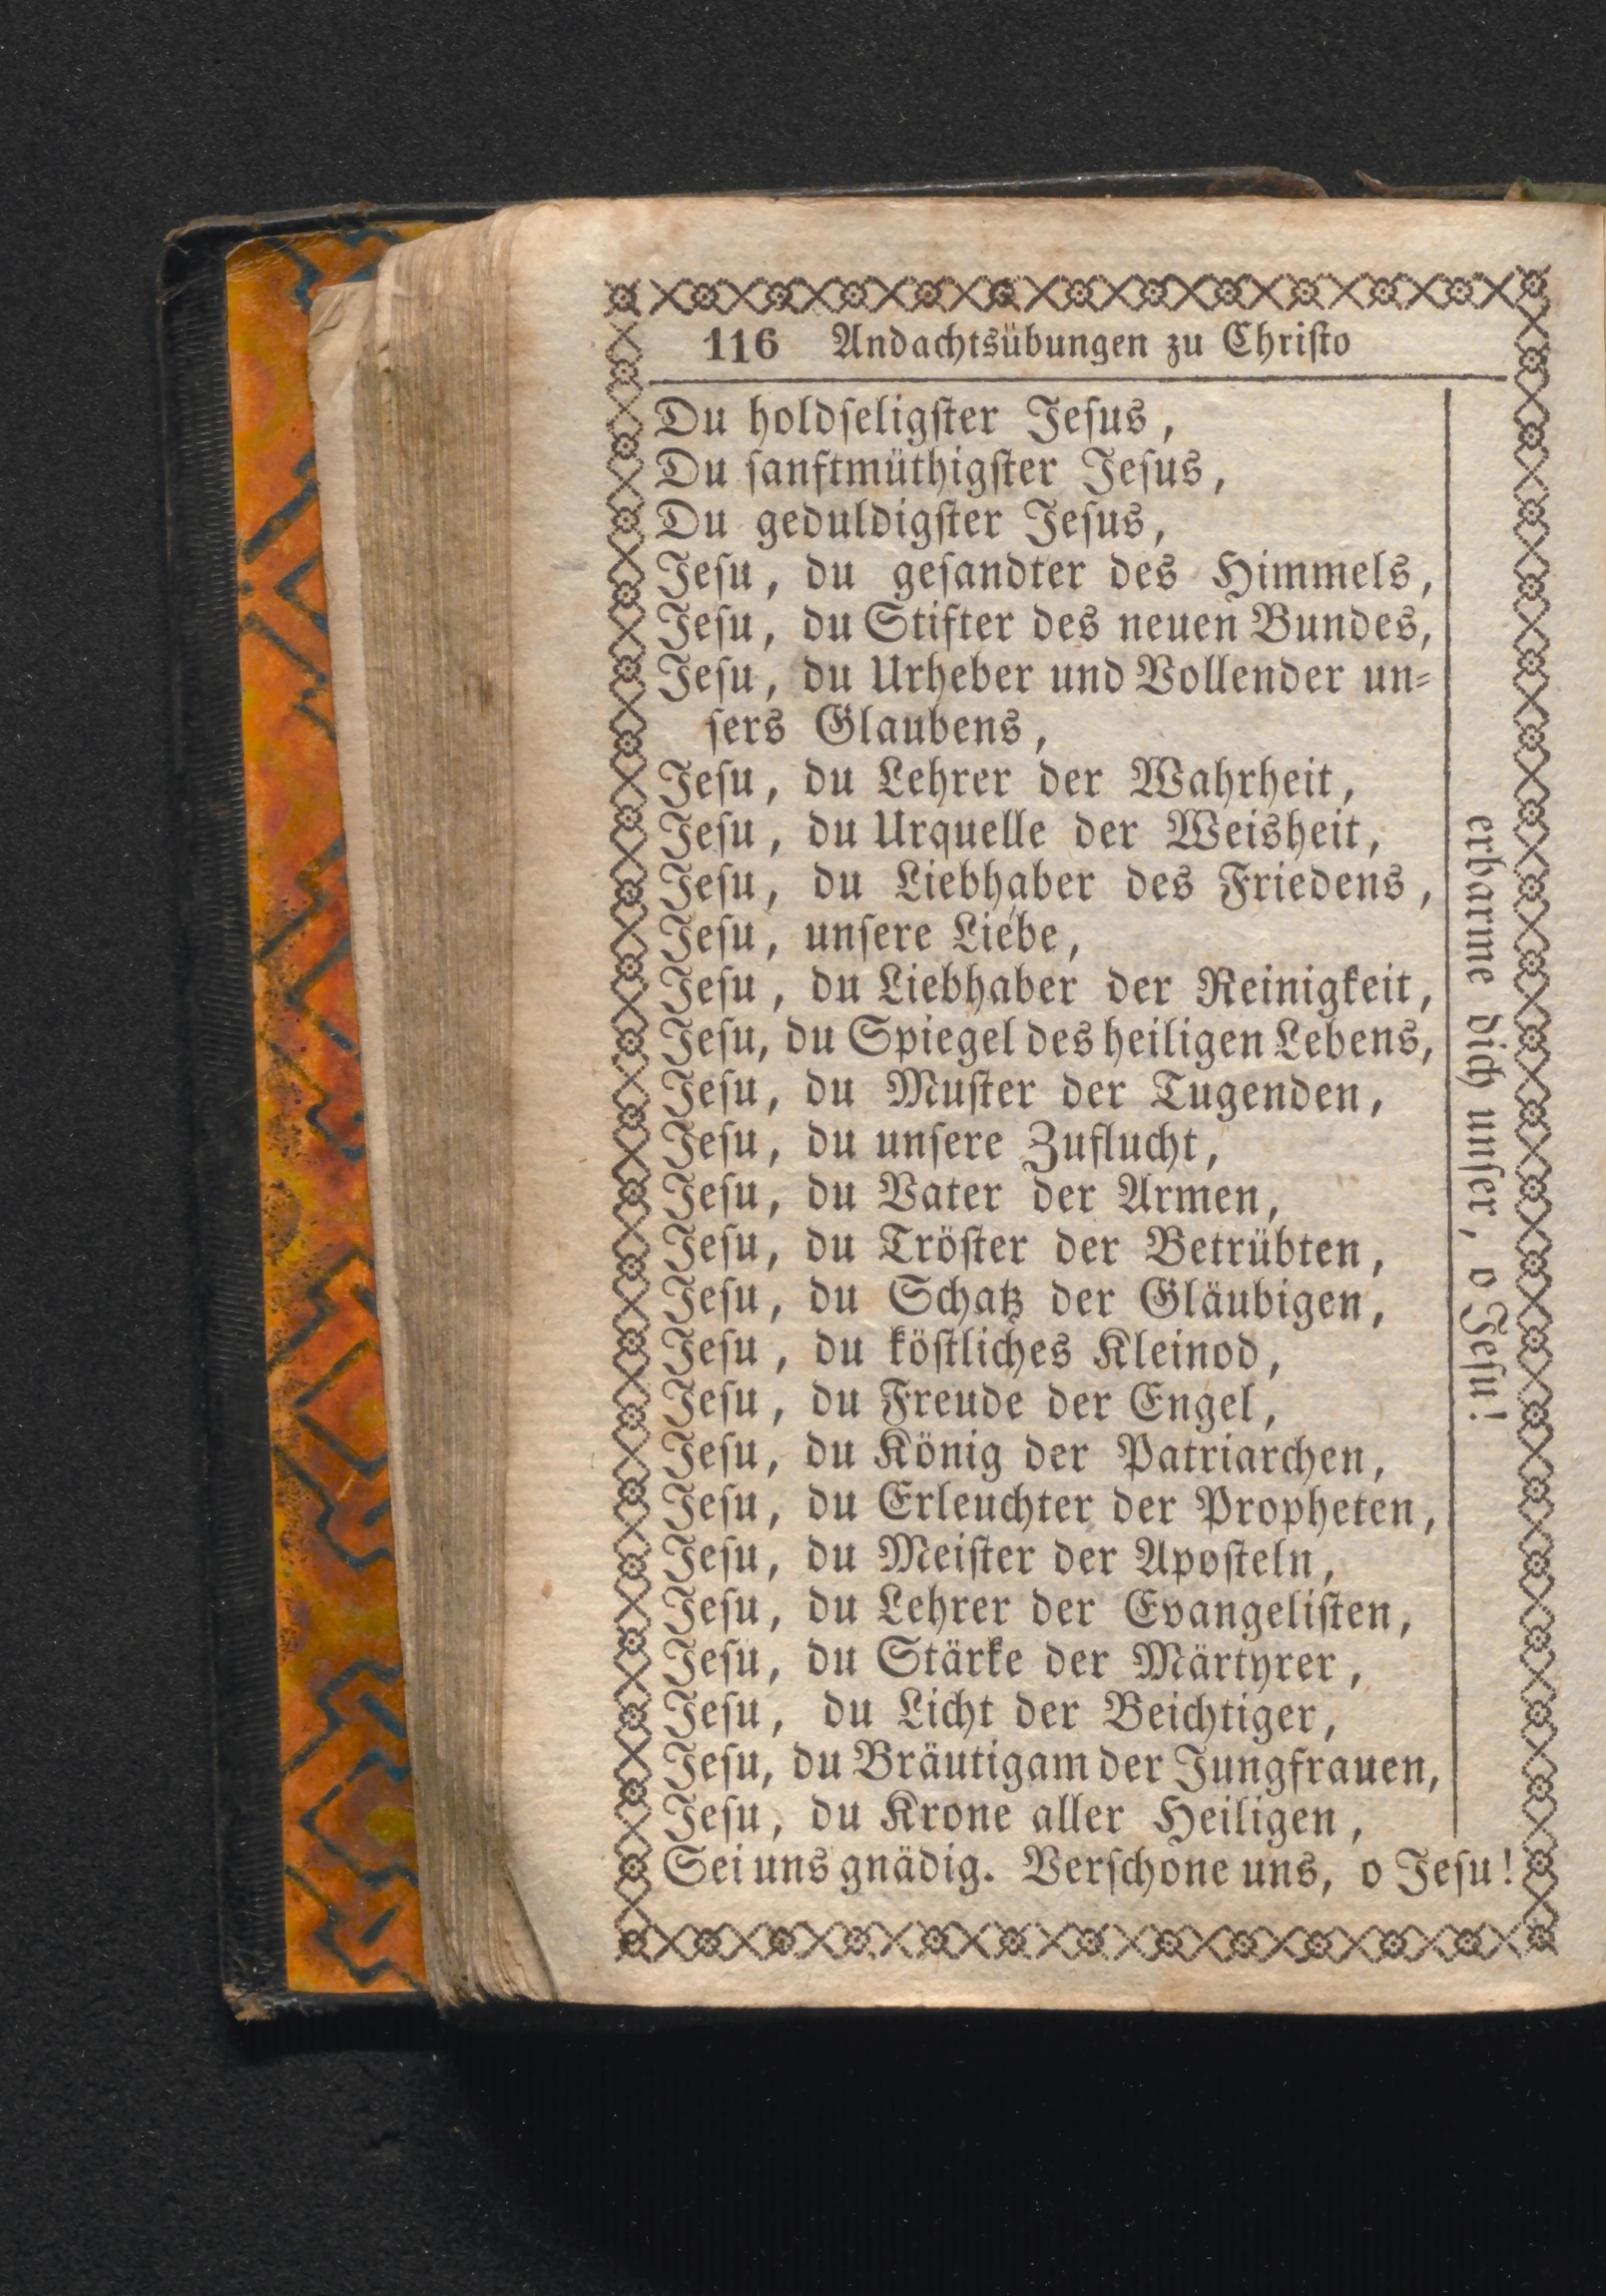 116 Andachtsübungen zu Chriſto
Du holdſeligſter Jeſus,
Du ſanftmüthigſter Jeſus,
Du geduldigſter Jeſus,
Jeſu, du geſandter des Himmels,
Jeſu, du Stifter des neuen Bundes,
Jeſu, du Urheber und Vollender un⸗
ſers Glaubens,
Jeſu, du Lehrer der Wahrheit,
Jeſu, du Urquelle der Weisheit,
Jeſu, du Liebhaber des Friedens,
Jeſu, unſere Liebe,
Jeſu, du Liebhaber der Reinigkeit,
Jeſu, du Spiegel des heiligen Lebens,
Jeſu, du Muſter der Tugenden,
Jeſu, du unſere Zuflucht,
Jeſu, du Vater der Armen,
Jeſu, du Tröſter der Betrübten,
Jeſu, du Schatz der Gläubigen,
Jeſu, du köſtliches Kleinod,
Jeſu, du Freude der Engel,
Jeſu, du König der Patriarchen,
Jeſu, du Erleuchter der Propheten,
Jeſu, du Meiſter der Apoſteln,
Jeſu, du Lehrer der Evangeliſten,
Jeſu, du Stärke der Märtyrer,
Jeſu, du Licht der Beichtiger,
Jeſu, du Bräutigam der Jungfrauen,
Jeſu, du Krone aller Heiligen,
erbarme dich unſer, o Jeſu!
Sei uns gnädig. Verſchone uns, o Jeſu!